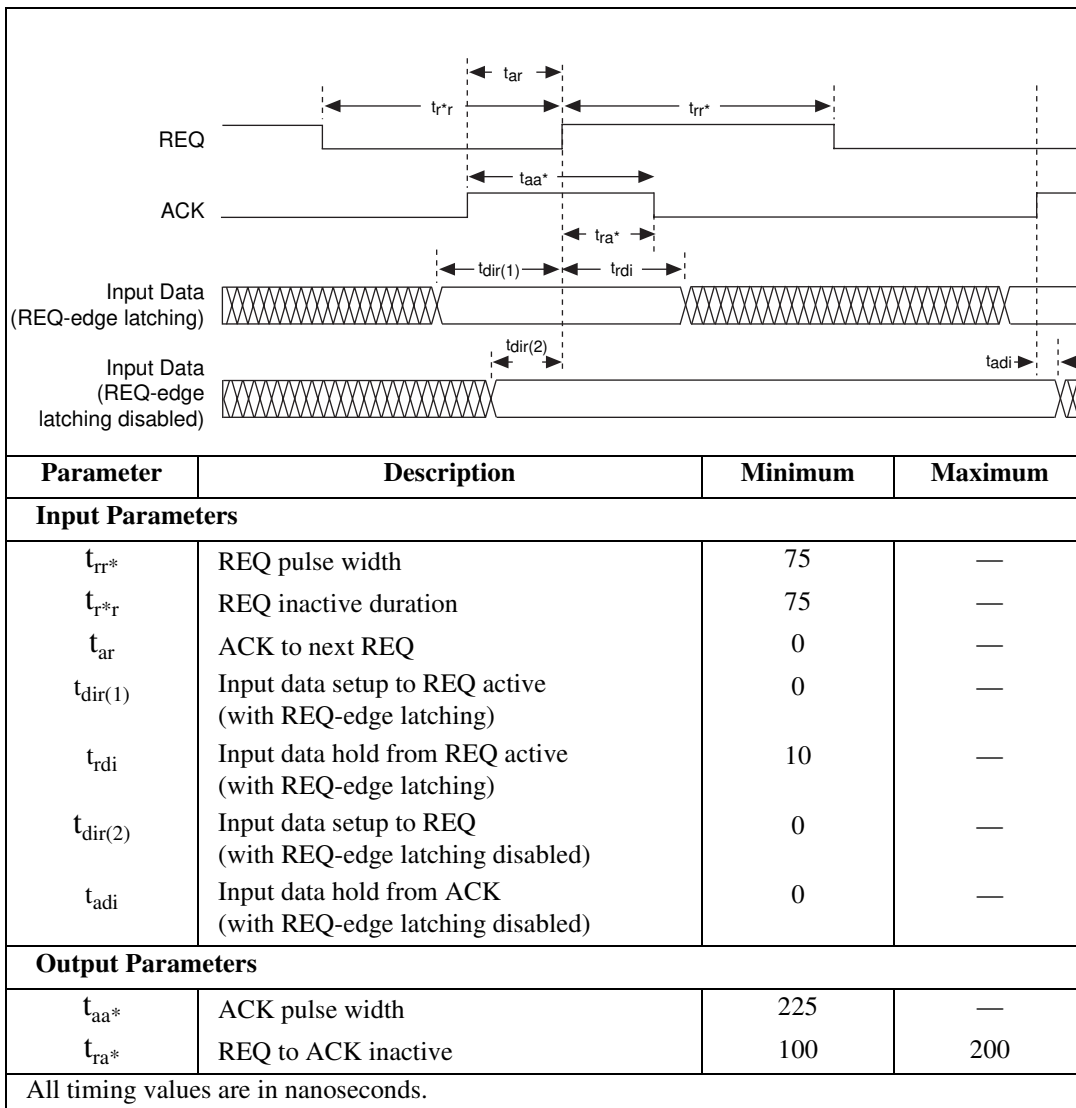 tar
tr*r
trr*
REQ
taa*
ACK
tra*
tdir(1)
trdi
Input Data
(REQ-edge latching)
tdir(2)
tadi
Input Data
(REQ-edge
latching disabled)
Parameter Description Minimum Maximum
Input Parameters
trr* REQ pulse width 75 —
tr*r REQ inactive duration 75 —
tar ACK to next REQ 0 —
tdir(1) Input data setup to REQ active 0 —
(with REQ-edge latching)
trdi Input data hold from REQ active 10 —
(with REQ-edge latching)
tdir(2) Input data setup to REQ 0 —
(with REQ-edge latching disabled)
tadi Input data hold from ACK 0 —
(with REQ-edge latching disabled)
Output Parameters
taa* ACK pulse width 225 —
tra* REQ to ACK inactive 100 200
All timing values are in nanoseconds.